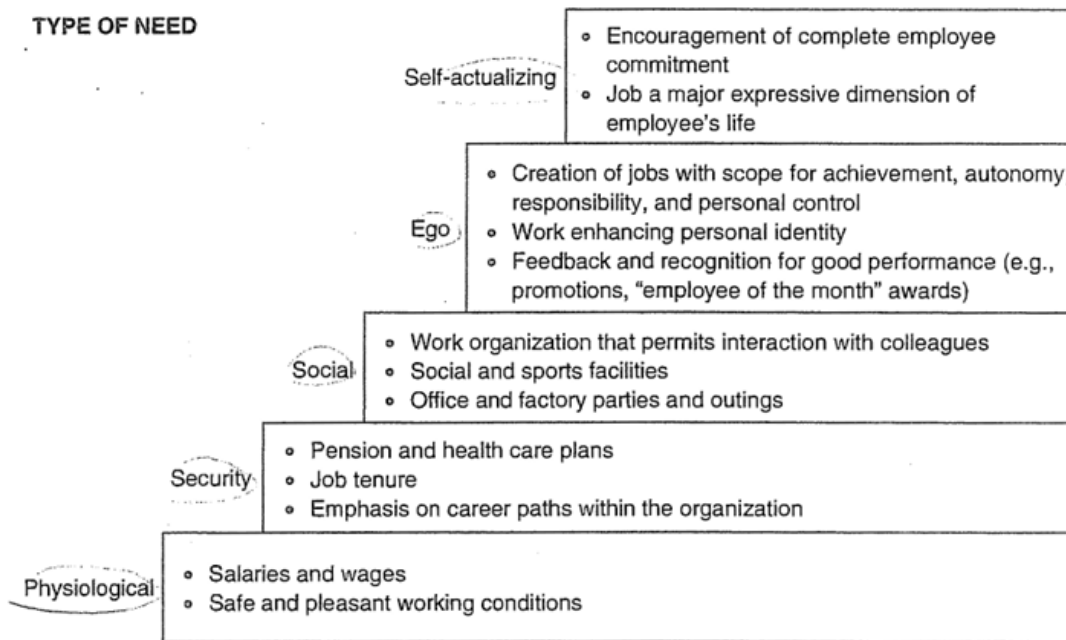 TYPE OF NEED
Self-actualizing
• Encouragement of complete employee
commitment
• Job a major expressive dimension of
employee's life
Ego
• Creation of jobs with scope for achievement, autonomy
responsibility, and personal control
• Work enhancing personal identity
• Feedback and recognition for good performance (e.g.,
promotions, “employee of the month” awards)
Social
• Work organization that permits interaction with colleagues
• Social and sports facilities
• Office and factory parties and outings
Security
• Pension and health care plans
• Job tenure
• Emphasis on career paths within the organization
Physiological
• Salaries and wages
• Safe and pleasant working conditions